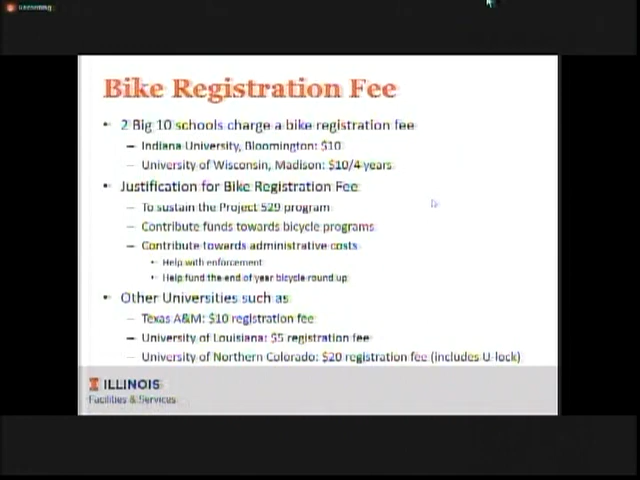 Bike Registration Fee
• 2 Big 10 schools charge a bike registration fee
– Indiana University, Bloomington: $10
– University of Wisconsin, Madison: $10/4 years
• Justification for Bike Registration Fee
– To sustain the Project 529 program
– Contribute funds towards bicycle programs
– Contribute towards administrative costs
• Help with enforcement
• Help fund the end of year bicycle round up
• Other Universities such as
– Texas A&M: $10 registration fee
– University of Louisiana: $5 registration fee
– University of Northern Colorado: $20 registration fee (includes U-lock)
I ILLINOIS
Facilities & Services